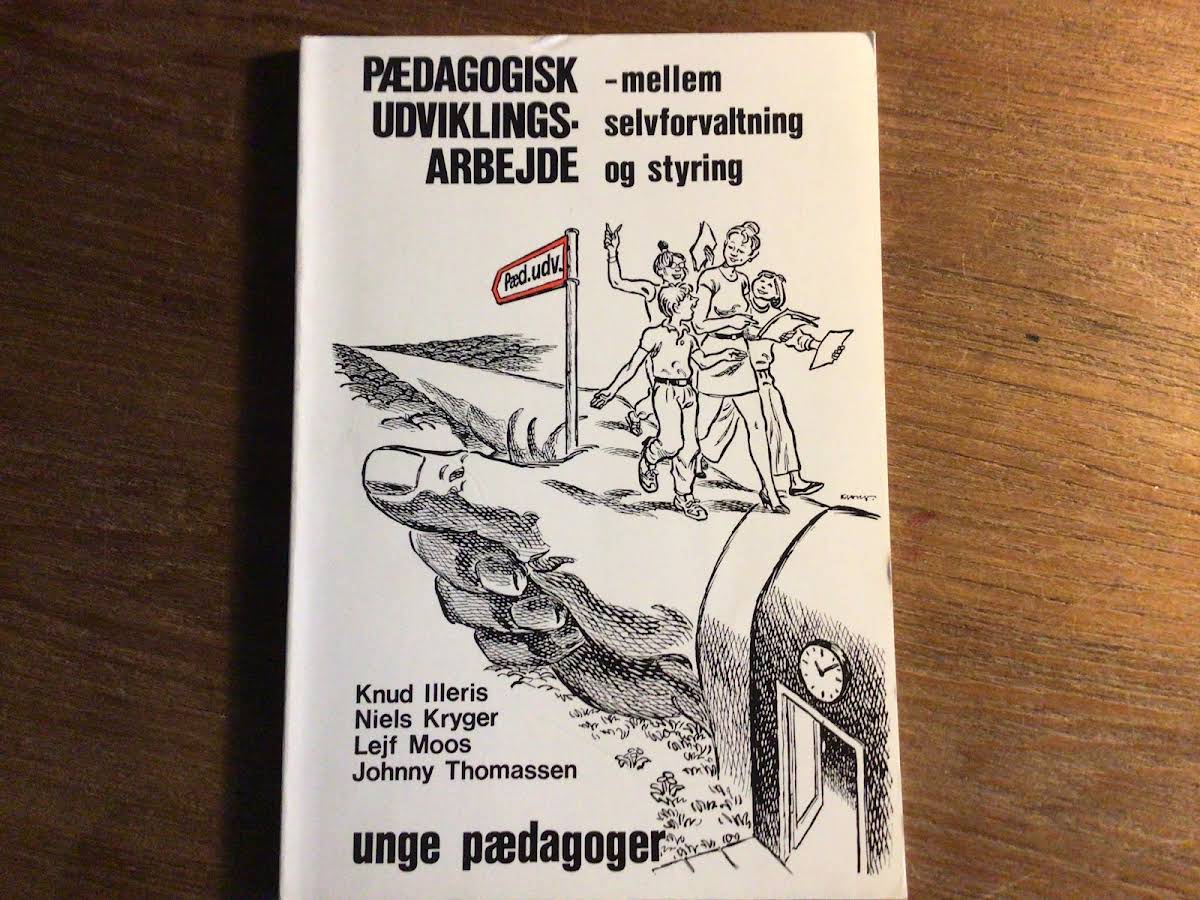 PÆDAGOGISK
UDVIKLINGS-
ARBEJDE
-mellem
selvforvaltning
og styring
Pæd.udv.
Knud Illeris
Niels Kryger
Lejf Moos
Johnny Thomassen
unge pædagoger